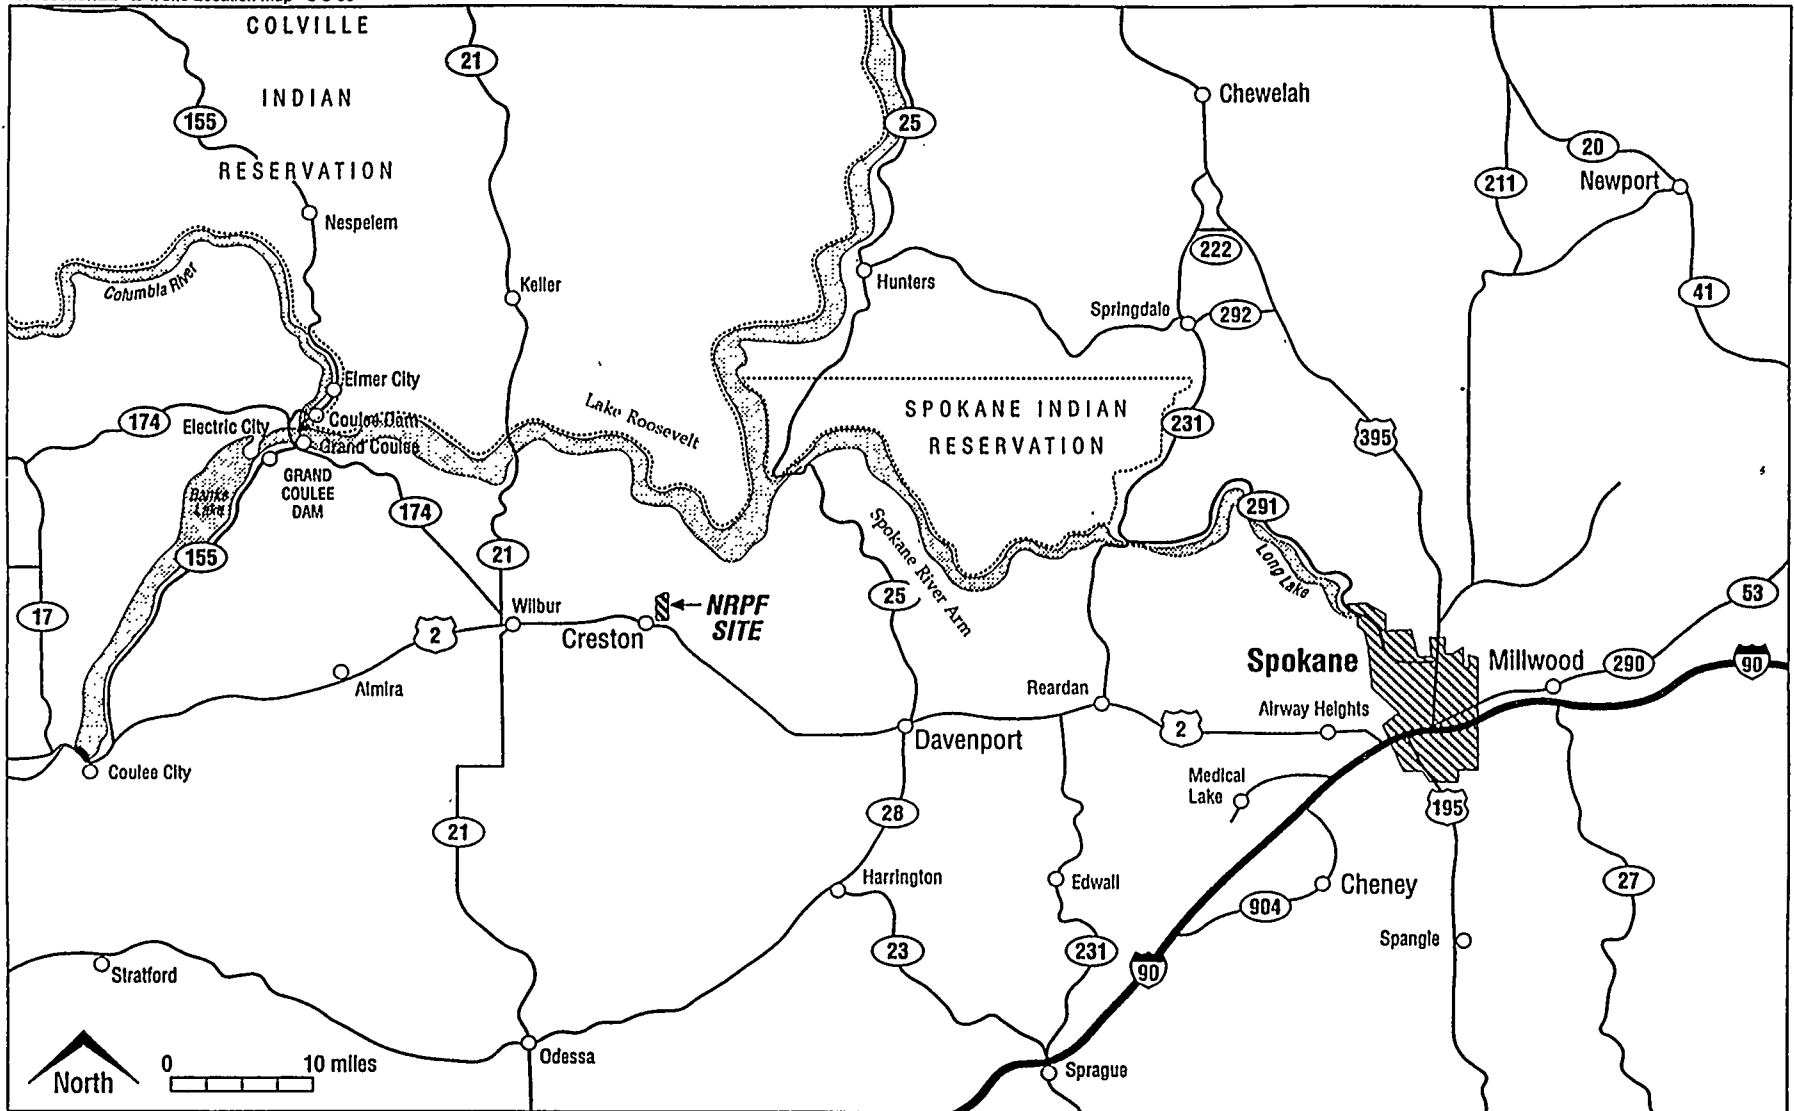 COLVILLE
INDIAN
RESERVATION
21
155
25
Chewelah
20
211
Newport
Nespelem
222
Columbia River
Keller
Hunters
Springdale
292
41
Elmer City
174
Electric City
Coulee Dam
Grand Coulee
Lake Roosevelt
SPOKANE INDIAN
RESERVATION
231
395
GRAND
COULEE
DAM
Banks
Lake
174
291
155
21
Spokane River Arm
Long Lake
25
53
17
Wilbur
2
Creston
NRPF
SITE
Spokane
Millwood
290
90
Almira
Reardan
Airway Heights
2
Davenport
Coulee City
Medical
Lake
195
28
21
Harrington
Edwall
Cheney
27
904
23
231
Spangle
90
Stratford
North
0
10 miles
Odessa
Sprague